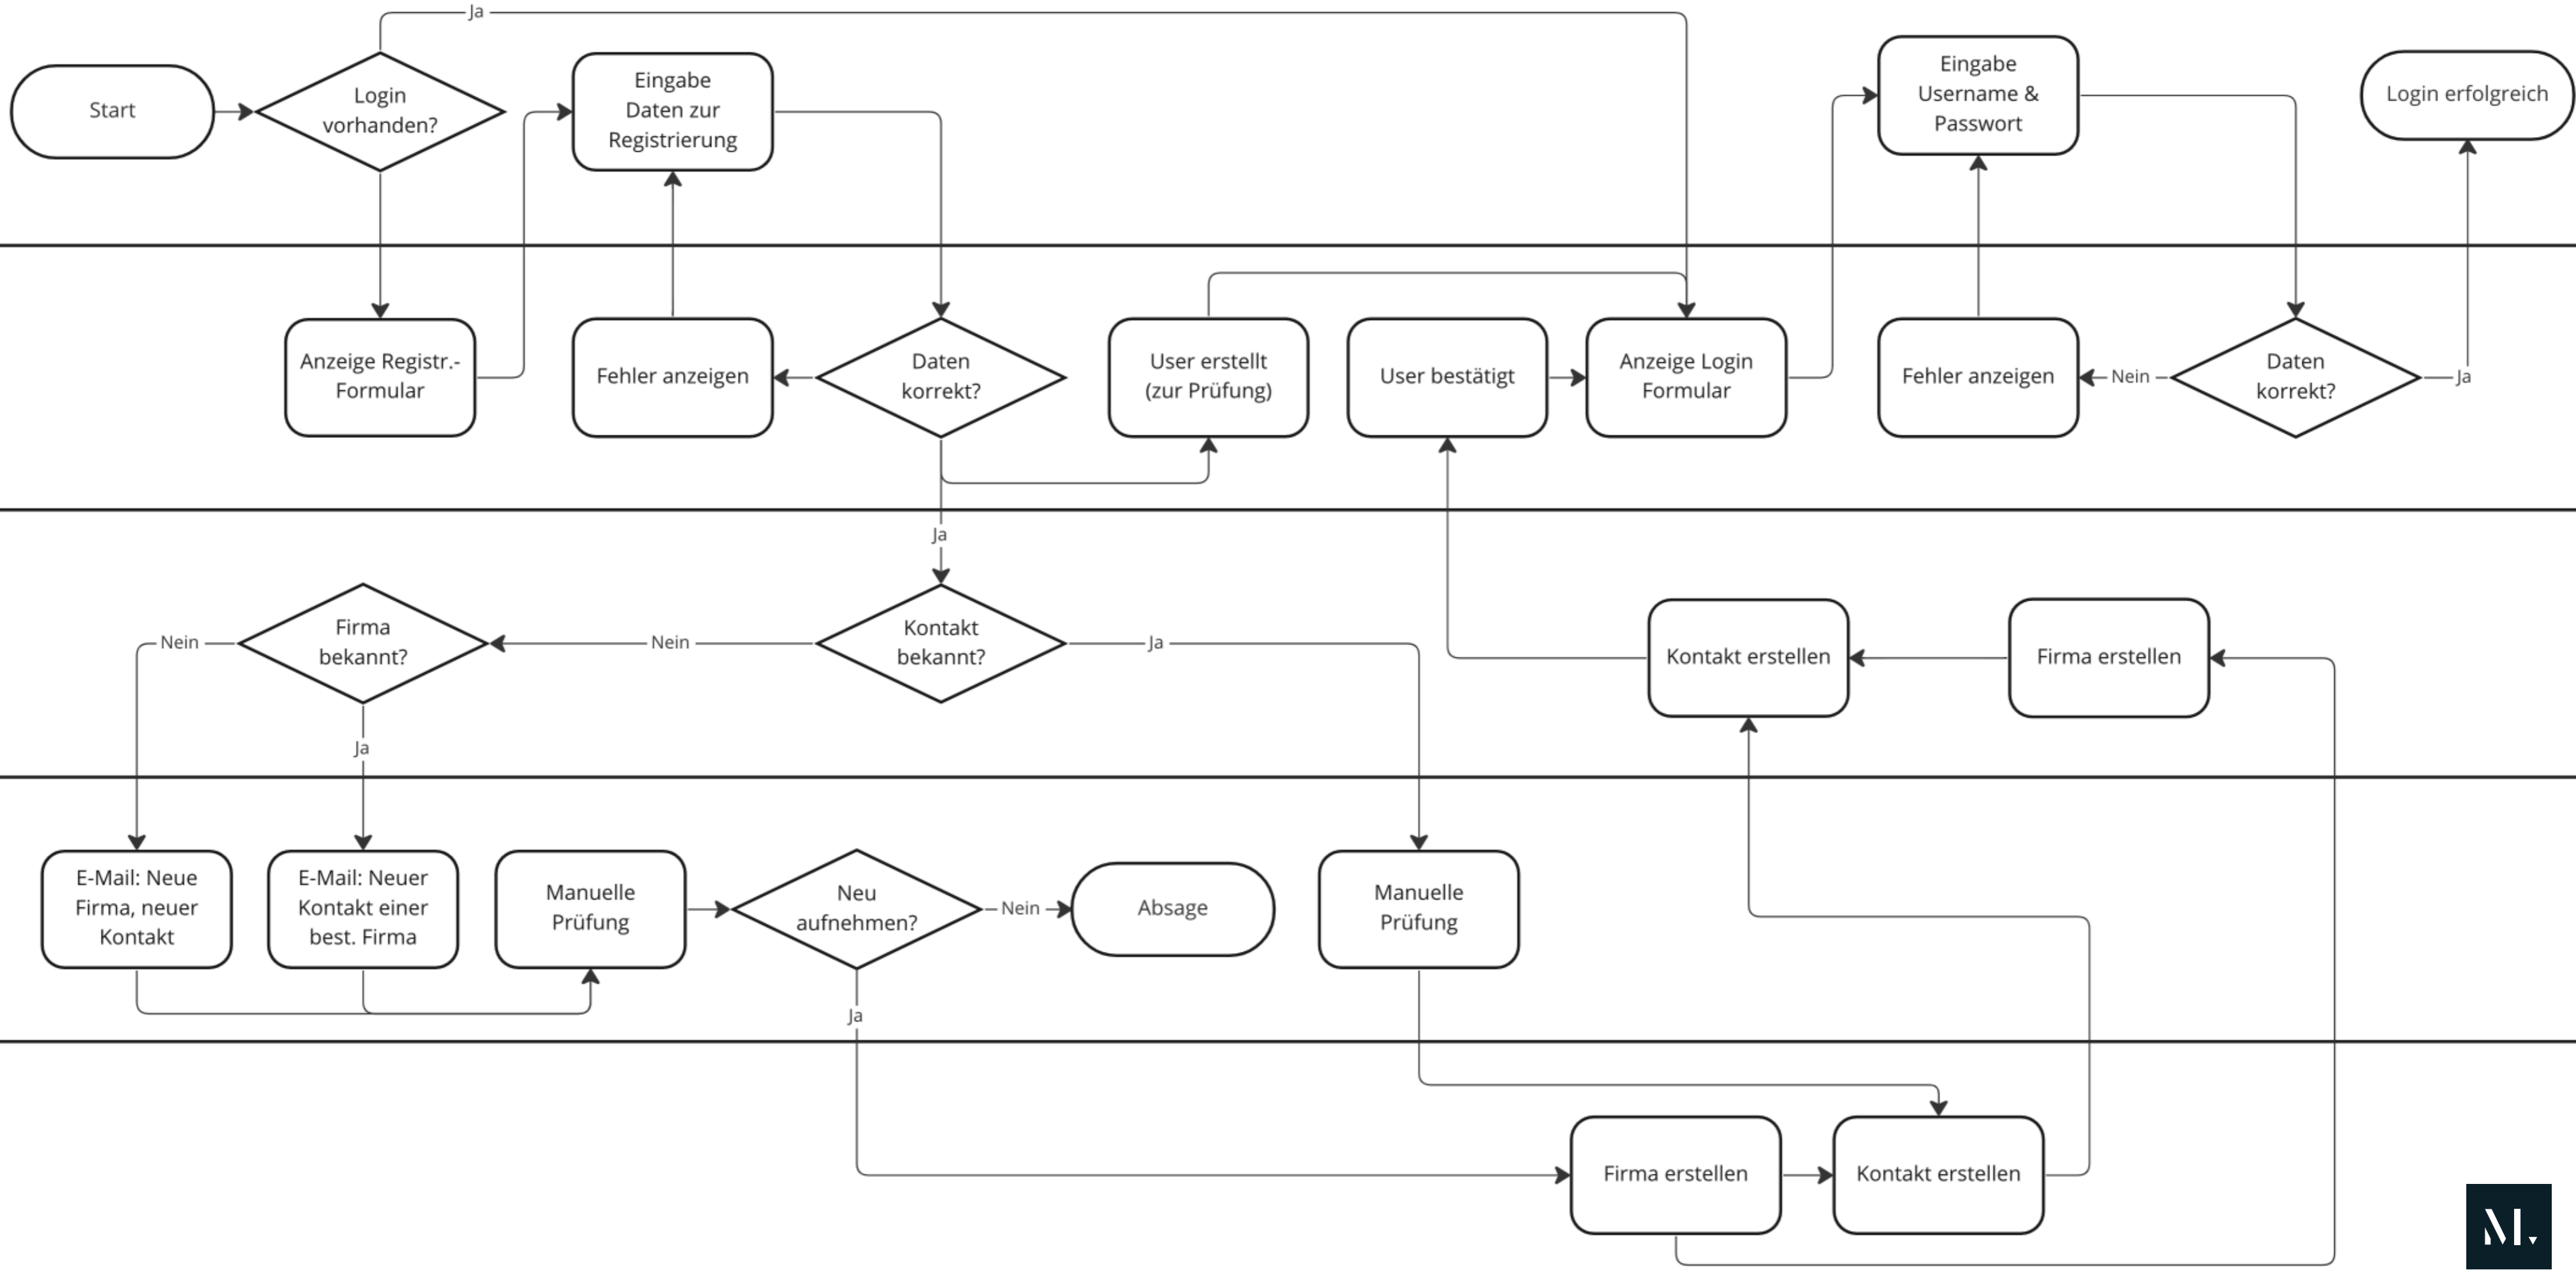 Ja
Start
Login
vorhanden?
Eingabe
Daten zur
Registrierung
Eingabe
Username &
Passwort
Login erfolgreich
Anzeige Registr.-
Formular
Fehler anzeigen
Daten
korrekt?
User erstellt
(zur Prüfung)
User bestätigt
Anzeige Login
Formular
Fehler anzeigen
Nein
Daten
korrekt?
Ja
Ja
Nein
Firma
bekannt?
Nein
Kontakt
bekannt?
Ja
Kontakt erstellen
Firma erstellen
Ja
E-Mail: Neue
Firma, neuer
Kontakt
E-Mail: Neuer
Kontakt einer
best. Firma
Manuelle
Prüfung
Neu
aufnehmen?
Nein
Absage
Manuelle
Prüfung
Ja
Firma erstellen
Kontakt erstellen
M.